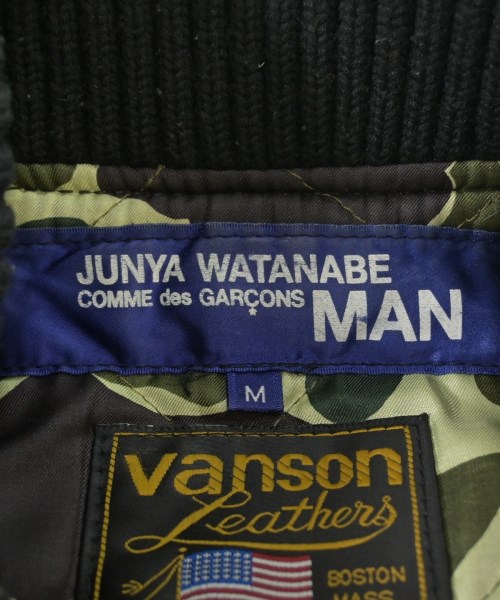 JUNYA WATANABE
COMME des GARÇONS MAN
M
vanson
Leathers
BOSTON
MASS